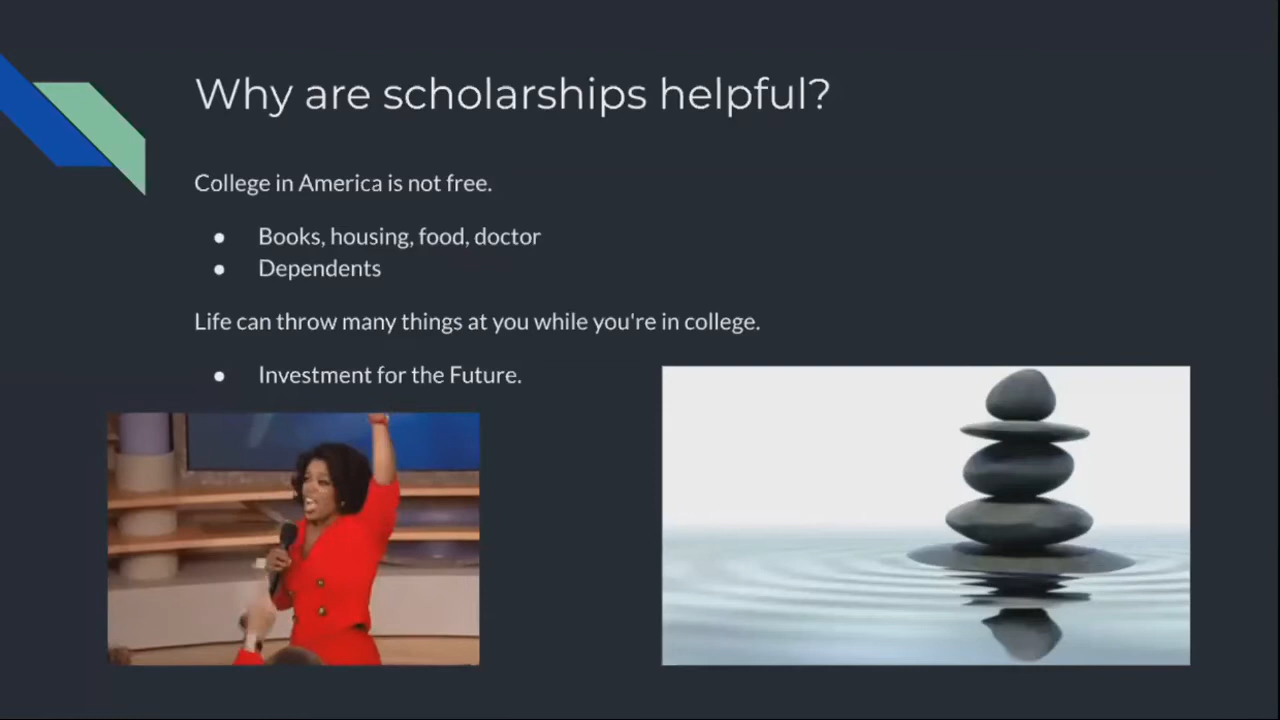 Why are scholarships helpful?
College in America is not free.
● Books, housing, food, doctor
● Dependents
Life can throw many things at you while you're in college.
● Investment for the Future.